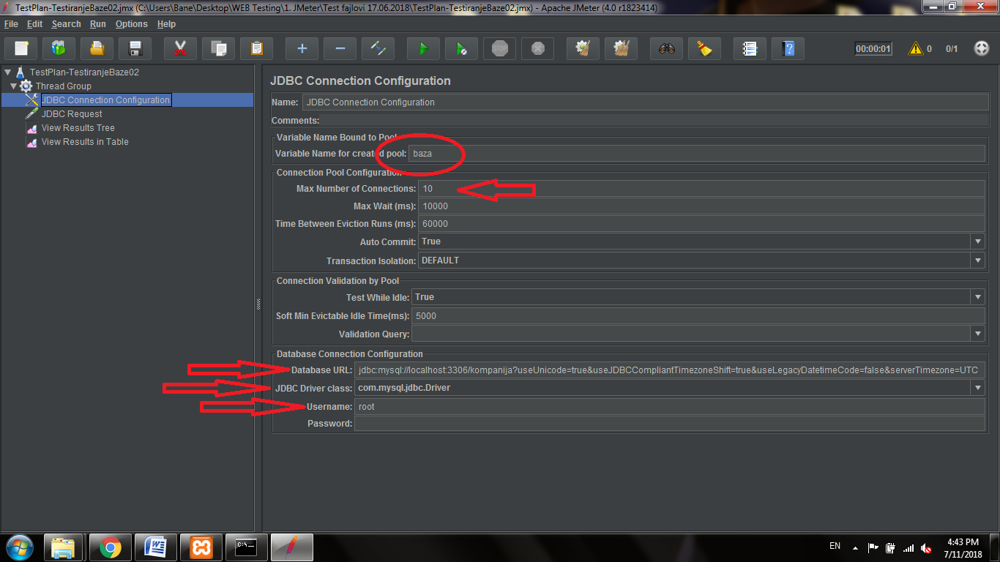 TestPlan-TestiranjeBaze02.jmx (C:\Users\Bane\Desktop\WEB Testing\1. JMeter\Test fajlovi 17.06.2018\TestPlan-TestiranjeBaze02.jmx) - Apache JMeter (4.0 r1823414)
File Edit Search Run Options Help
STOP
00:00:01 0 0/1
TestPlan-TestiranjeBaze02
Thread Group
JDBC Connection Configuration
JDBC Request
View Results Tree
View Results in Table
JDBC Connection Configuration
Name: JDBC Connection Configuration
Comments:
Variable Name Bound to Pool
Variable Name for created pool: baza
Connection Pool Configuration
Max Number of Connections: 10
Max Wait (ms): 10000
Time Between Eviction Runs (ms): 60000
Auto Commit: True
Transaction Isolation: DEFAULT
Connection Validation by Pool
Test While Idle: True
Soft Min Evictable Idle Time(ms): 5000
Validation Query:
Database Connection Configuration
Database URL: jdbc:mysql://localhost:3306/kompanija?useUnicode=true&useJDBCCompliantTimezoneShift=true&useLegacyDatetimeCode=false&serverTimezone=UTC
JDBC Driver class: com.mysql.jdbc.Driver
Username: root
Password:
C:\
EN
4:43 PM
7/11/2018